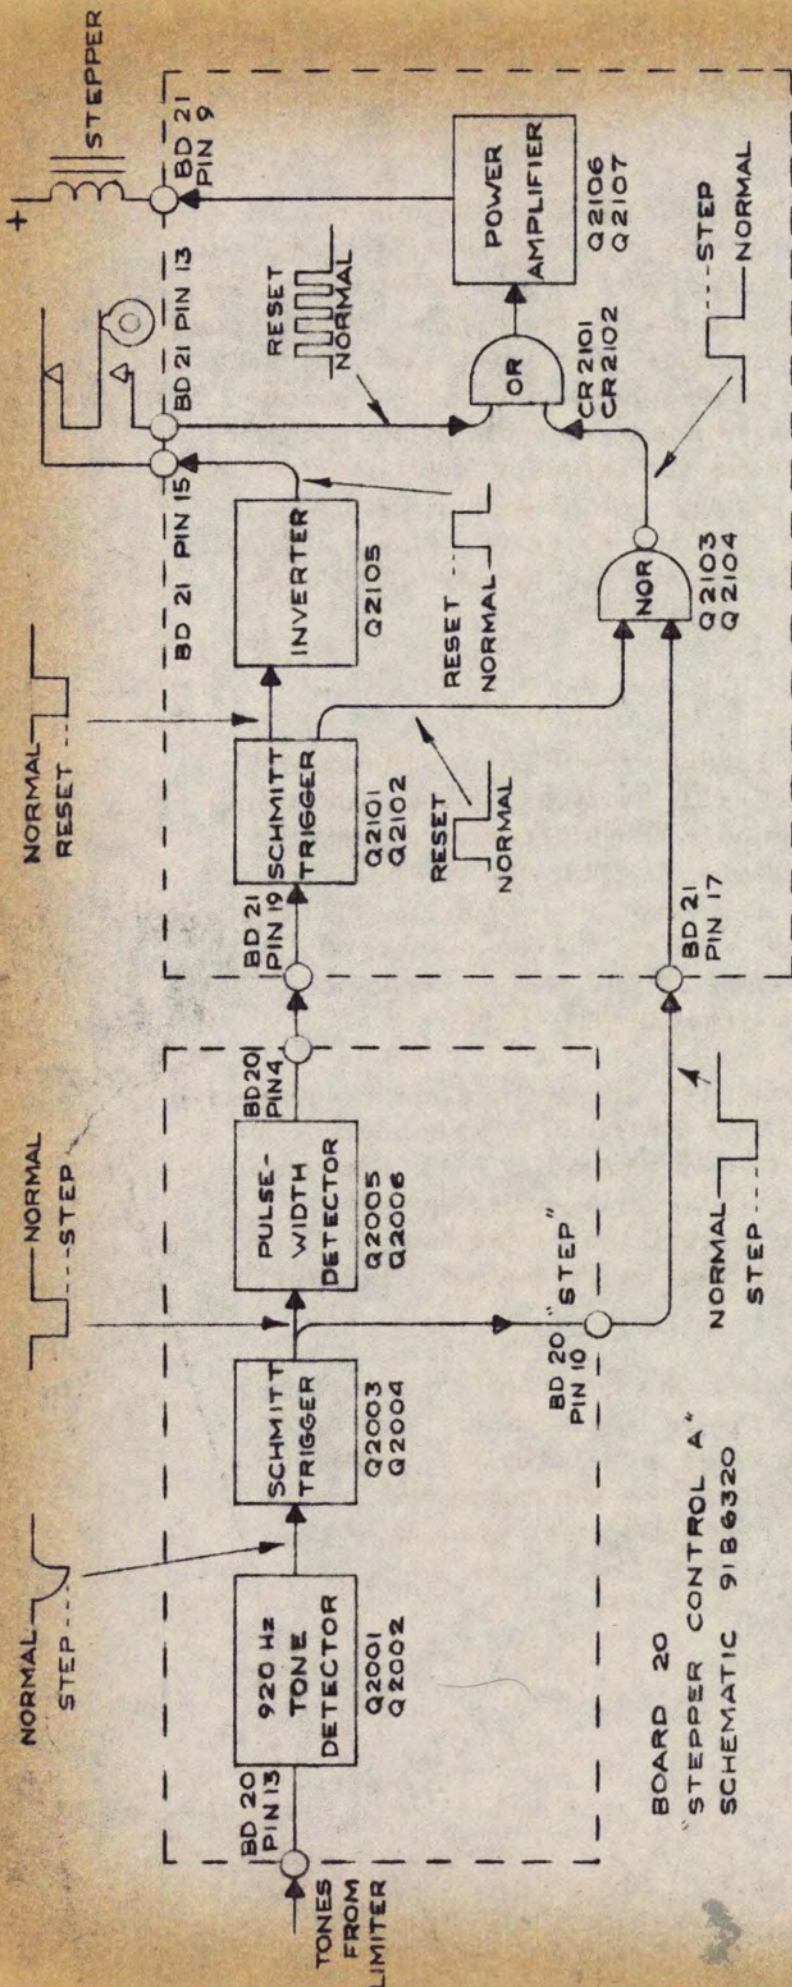 NORMAL
STEP
NORMAL
STEP
NORMAL
RESET
+
STEPPER
TONES
FROM
LIMITER
BD 20
PIN 13
920 Hz
TONE
DETECTOR
Q2001
Q2002
SCHMITT
TRIGGER
Q2003
Q2004
PULSE-
WIDTH
DETECTOR
Q2005
Q2006
BD 20
PIN 4
BD 20 "STEP"
PIN 10
BD 21
PIN 19
SCHMITT
TRIGGER
Q2101
Q2102
BD 21 PIN 15
INVERTER
Q2105
BD 21 PIN 13
BD 21
PIN 9
RESET
NORMAL
RESET
NORMAL
RESET
NORMAL
OR
CR2101
CR2102
POWER
AMPLIFIER
Q2106
Q2107
NOR
Q2103
Q2104
STEP
NORMAL
BD 21
PIN 17
NORMAL
STEP
BOARD 20
"STEPPER CONTROL A"
SCHEMATIC 91B6320